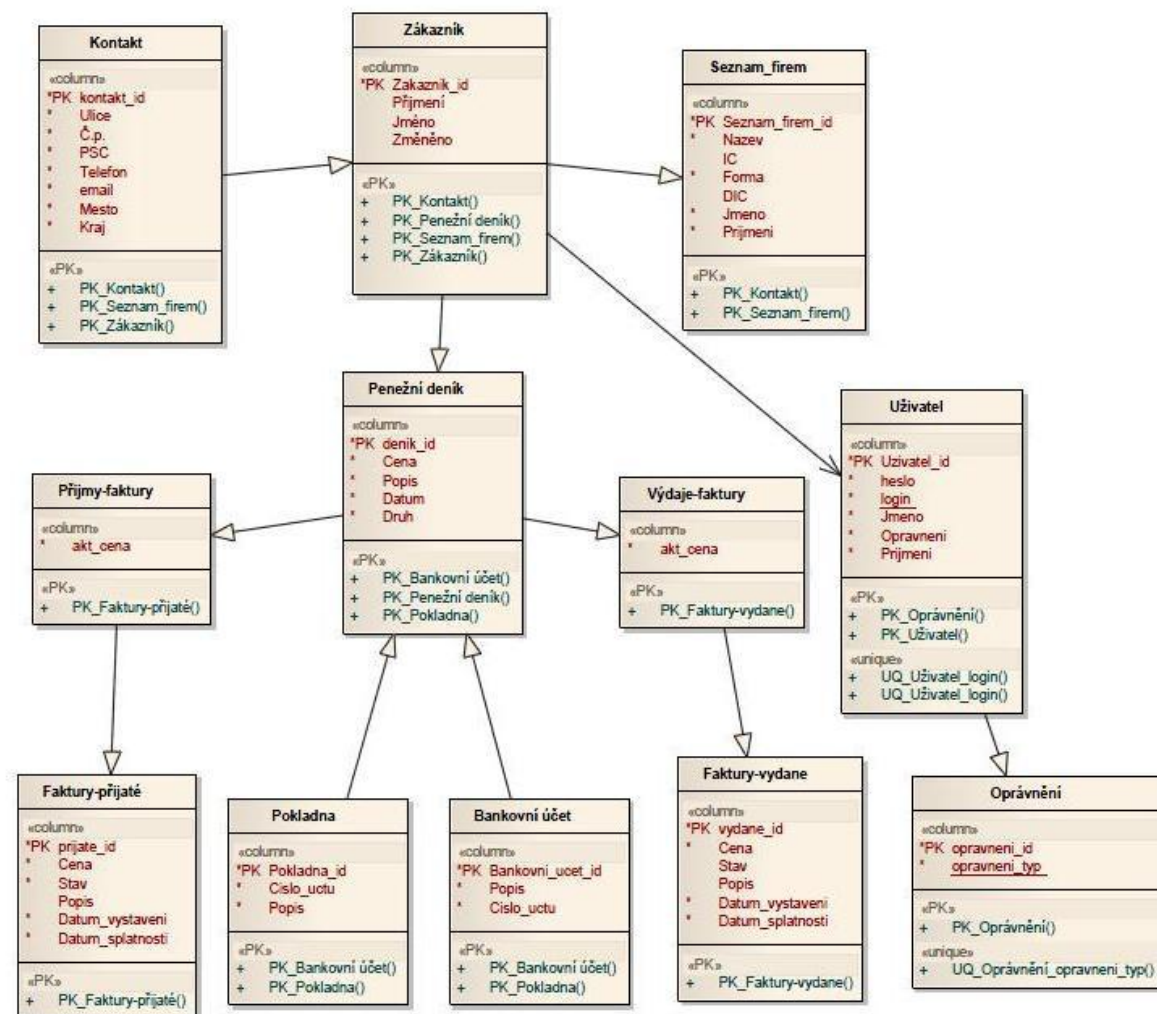 Kontakt
«column»
*PK kontakt_id
* Ulice
* Č.p.
* PSC
* Telefon
* email
* Mesto
* Kraj
«PK»
+ PK_Kontakt()
+ PK_Seznam_firem()
+ PK_Zákazník()
Zákazník
«column»
*PK Zakaznik_id
Přijmení
Jméno
Změněno
«PK»
+ PK_Kontakt()
+ PK_Penežní deník()
+ PK_Seznam_firem()
+ PK_Zákazník()
Seznam_firem
«column»
*PK Seznam_firem_id
* Nazev
IC
* Forma
DIC
* Jmeno
* Prijmeni
«PK»
+ PK_Kontakt()
+ PK_Seznam_firem()
Penežní deník
«column»
*PK denik_id
* Cena
* Popis
* Datum
* Druh
«PK»
+ PK_Bankovní účet()
+ PK_Penežní deník()
+ PK_Pokladna()
Uživatel
«column»
*PK Uzivatel_id
* heslo
* login
* Jmeno
* Opravneni
* Prijmeni
«PK»
+ PK_Oprávnění()
+ PK_Uživatel()
«unique»
+ UQ_Uživatel_login()
+ UQ_Uživatel_login()
Přijmy-faktury
«column»
* akt_cena
«PK»
+ PK_Faktury-přijaté()
Výdaje-faktury
«column»
* akt_cena
«PK»
+ PK_Faktury-vydane()
Faktury-přijaté
«column»
*PK prijate_id
* Cena
* Stav
Popis
* Datum_vystaveni
* Datum_splatnosti
«PK»
+ PK_Faktury-přijaté()
Pokladna
«column»
*PK Pokladna_id
* Cislo_uctu
* Popis
«PK»
+ PK_Bankovní účet()
+ PK_Pokladna()
Bankovní účet
«column»
*PK Bankovni_ucet_id
* Popis
* Cislo_uctu
«PK»
+ PK_Bankovní účet()
+ PK_Pokladna()
Faktury-vydane
«column»
*PK vydane_id
* Cena
Stav
Popis
* Datum_vystaveni
* Datum_splatnosti
«PK»
+ PK_Faktury-vydane()
Oprávnění
«column»
*PK opravneni_id
* opravneni_typ
«PK»
+ PK_Oprávnění()
«unique»
+ UQ_Oprávnění_opravneni_typ()